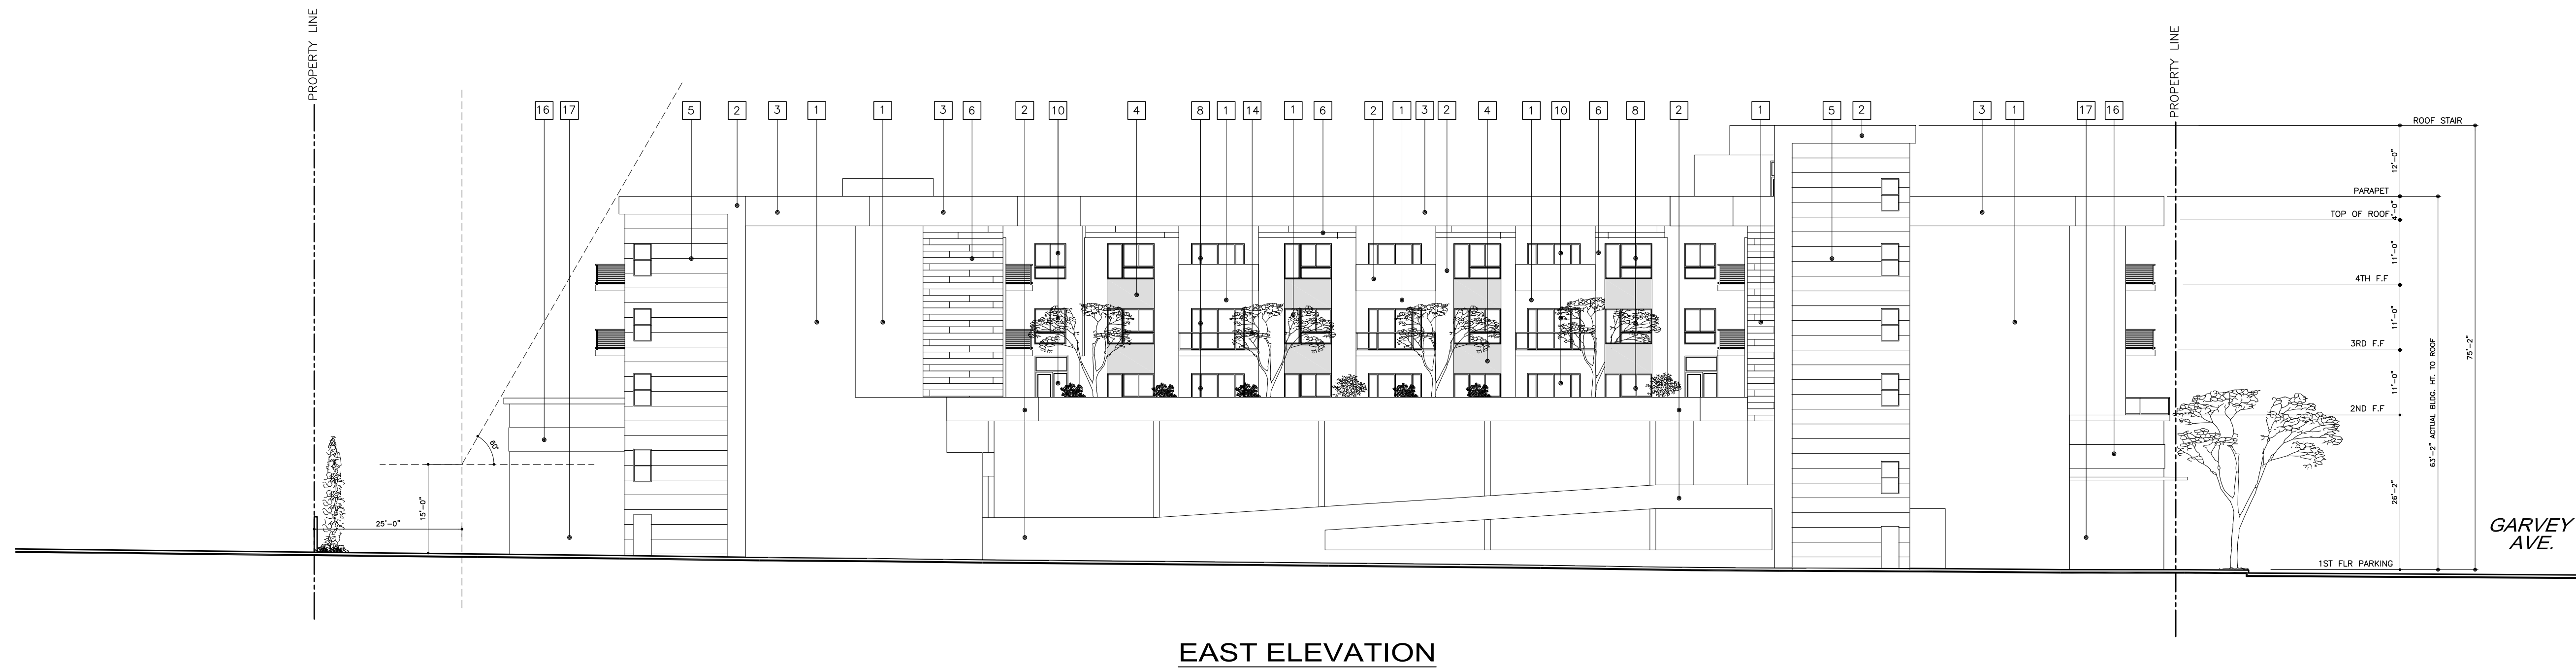 PROPERTY LINE
PROPERTY LINE
16 17 5 2 3 1 1 3 6 2 10 4 8 1 14 1 6 2 1 3 2 4 1 10 6 8 2 1 5 2 3 1 17 16
ROOF STAIR
12'-0"
PARAPET
4'-0"
TOP OF ROOF
11'-0"
4TH F.F
11'-0"
3RD F.F
11'-0"
2ND F.F
26'-2"
1ST FLR PARKING
63'-2" ACTUAL BLDG. HT. TO ROOF
75'-2"
60°
15'-0"
25'-0"
GARVEY
AVE.
EAST ELEVATION